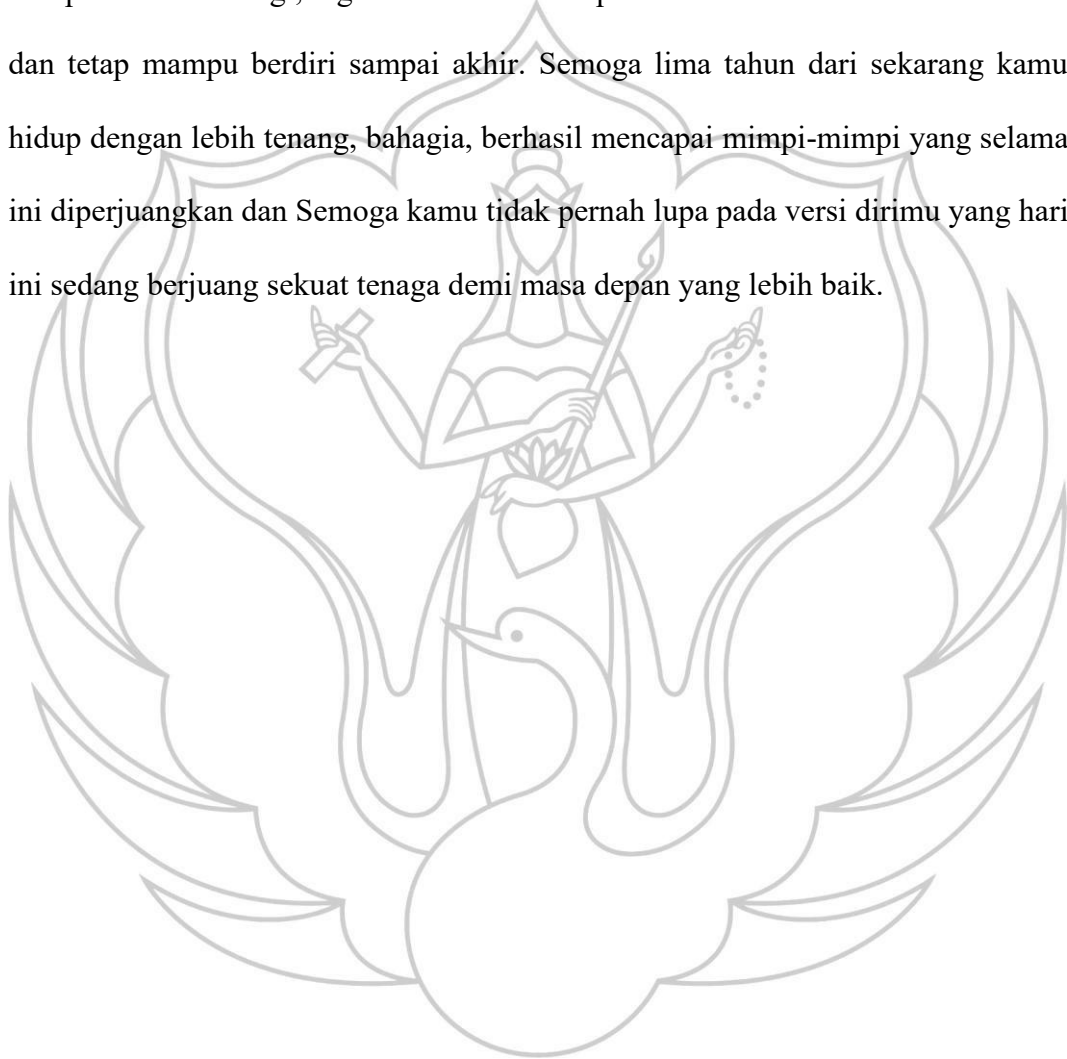 dan tetap mampu berdiri sampai akhir. Semoga lima tahun dari sekarang kamu
hidup dengan lebih tenang, bahagia, berhasil mencapai mimpi-mimpi yang selama
ini diperjuangkan dan Semoga kamu tidak pernah lupa pada versi dirimu yang hari
ini sedang berjuang sekuat tenaga demi masa depan yang lebih baik.